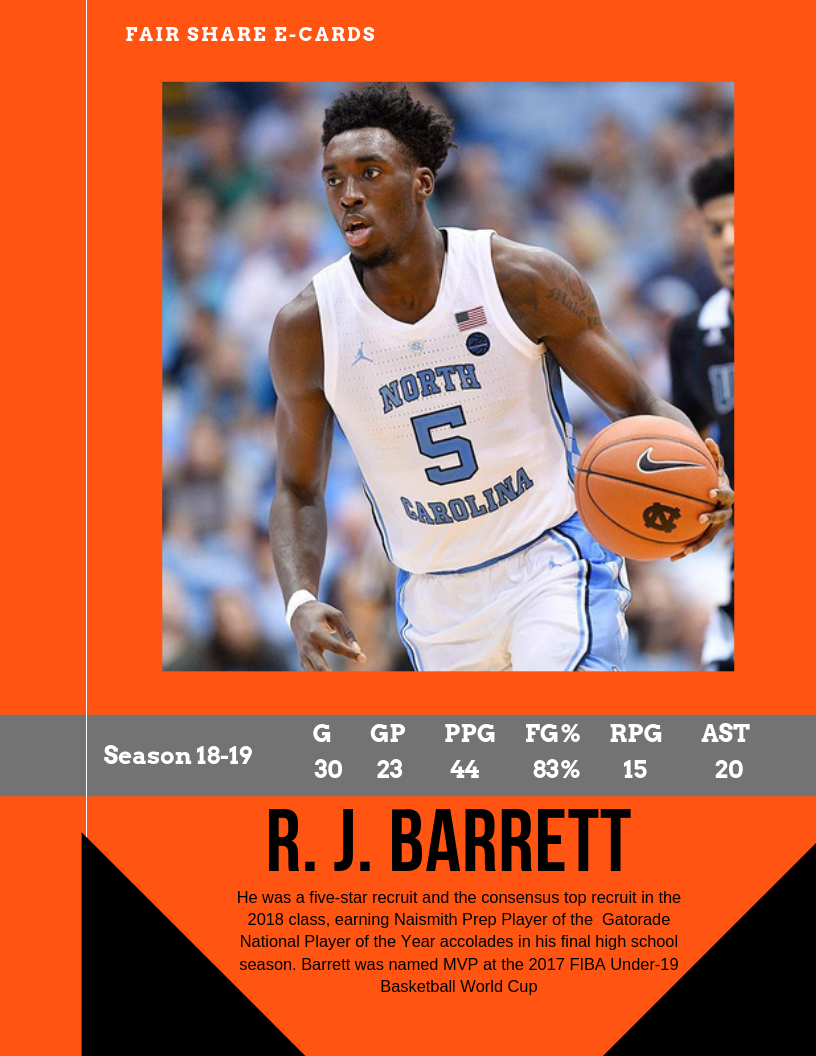 FAIR SHARE E-CARDS
NORTH
5
CAROLINA
G GP PPG FG% RPG AST
Season 18-19
30 23 44 83% 15 20
R. J. BARRETT
He was a five-star recruit and the consensus top recruit in the
2018 class, earning Naismith Prep Player of the  Gatorade
National Player of the Year accolades in his final high school
season. Barrett was named MVP at the 2017 FIBA Under-19
Basketball World Cup